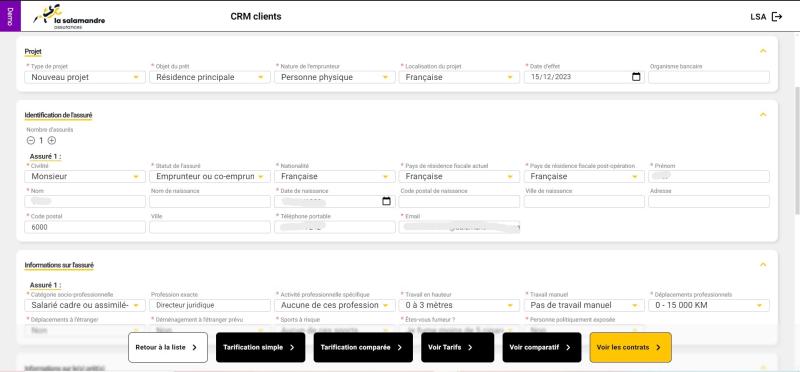 Demo
la salamandre
assurances
CRM clients
LSA
Projet
* Type de projet
* Objet du prêt
* Nature de l'emprunteur
* Localisation du projet
* Date d'effet
Organisme bancaire
Nouveau projet
Résidence principale
Personne physique
Française
15/12/2023
Identification de l'assuré
Nombre d'assurés
1
Assuré 1 :
* Civilité
* Statut de l'assuré
* Nationalité
* Pays de résidence fiscale actuel
* Pays de résidence fiscale post-opération
* Prénom
Monsieur
Emprunteur ou co-emprun
Française
Française
Française
* Nom
Nom de naissance
* Date de naissance
Code postal de naissance
Ville de naissance
Adresse
* Code postal
Ville
* Téléphone portable
* Email
6000
Informations sur l'assuré
Assuré 1 :
* Catégorie socio-professionnelle
Profession exacte
* Activité professionnelle spécifique
* Travail en hauteur
* Travail manuel
* Déplacements professionnels
Salarié cadre ou assimilé-
Directeur juridique
Aucune de ces profession
0 à 3 mètres
Pas de travail manuel
0 - 15 000 KM
* Déplacements à l'étranger
* Déménagement à l'étranger prévu
* Sports à risque
* Êtes-vous fumeur ?
* Personne politiquement exposée
Non
Non
Aucun de ces sports
Non
Retour à la liste
Tarification simple
Tarification comparée
Voir Tarifs
Voir comparatif
Voir les contrats